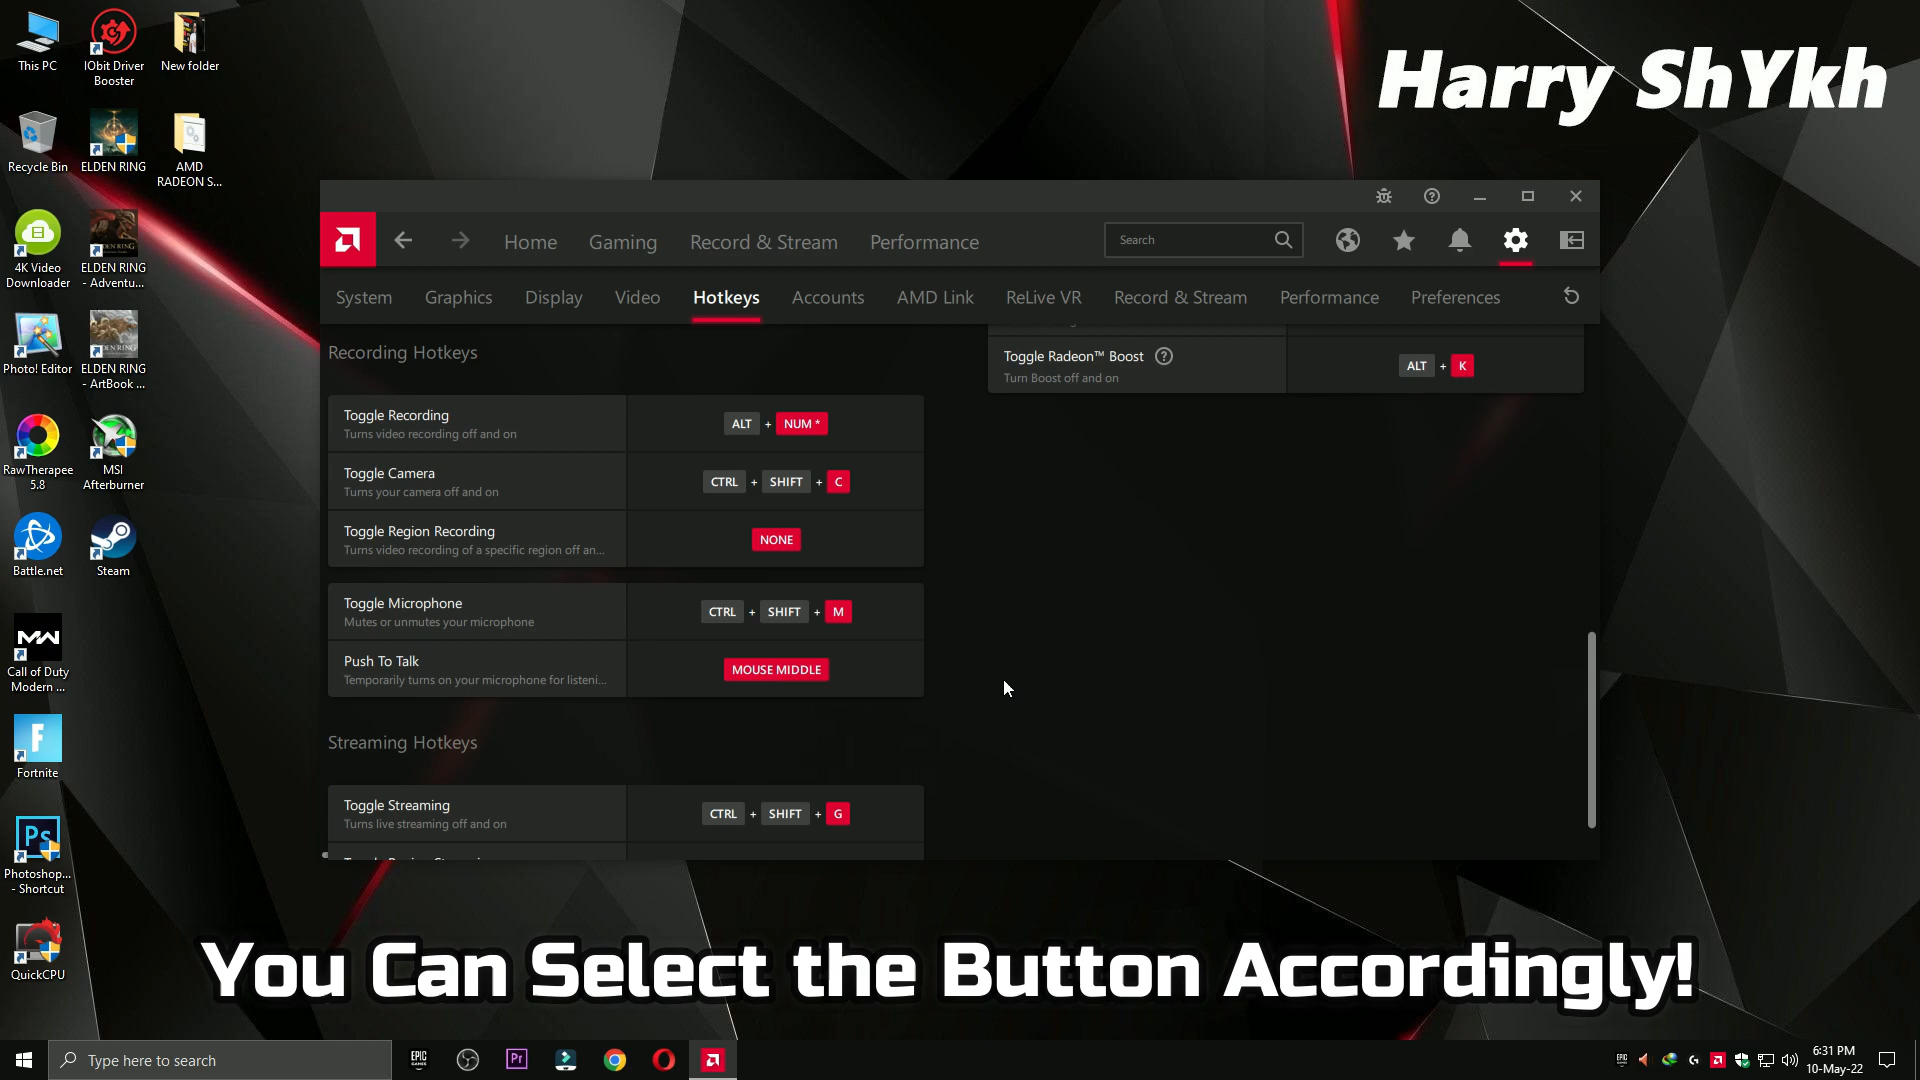 Harry ShYkh
This PC
IObit Driver
Booster
New folder
Recycle Bin
ELDEN RING
AMD
RADEON S...
4K Video
Downloader
ELDEN RING
- Adventu...
Photo! Editor
ELDEN RING
- ArtBook ...
RawTherapee
5.8
MSI
Afterburner
Battle.net
Steam
Call of Duty
Modern ...
Fortnite
Photoshop...
- Shortcut
QuickCPU
Home
Gaming
Record & Stream
Performance
Search
System
Graphics
Display
Video
Hotkeys
Accounts
AMD Link
ReLive VR
Record & Stream
Performance
Preferences
Recording Hotkeys
Toggle Recording
Turns video recording off and on
ALT + NUM *
Toggle Camera
Turns your camera off and on
CTRL + SHIFT + C
Toggle Region Recording
Turns video recording of a specific region off an...
NONE
Toggle Microphone
Mutes or unmutes your microphone
CTRL + SHIFT + M
Push To Talk
Temporarily turns on your microphone for listeni...
MOUSE MIDDLE
Streaming Hotkeys
Toggle Streaming
Turns live streaming off and on
CTRL + SHIFT + G
Toggle Radeon™ Boost
Turn Boost off and on
ALT + K
You Can Select the Button Accordingly!
Type here to search
EPIC
GAMES
Pr
6:31 PM
10-May-22